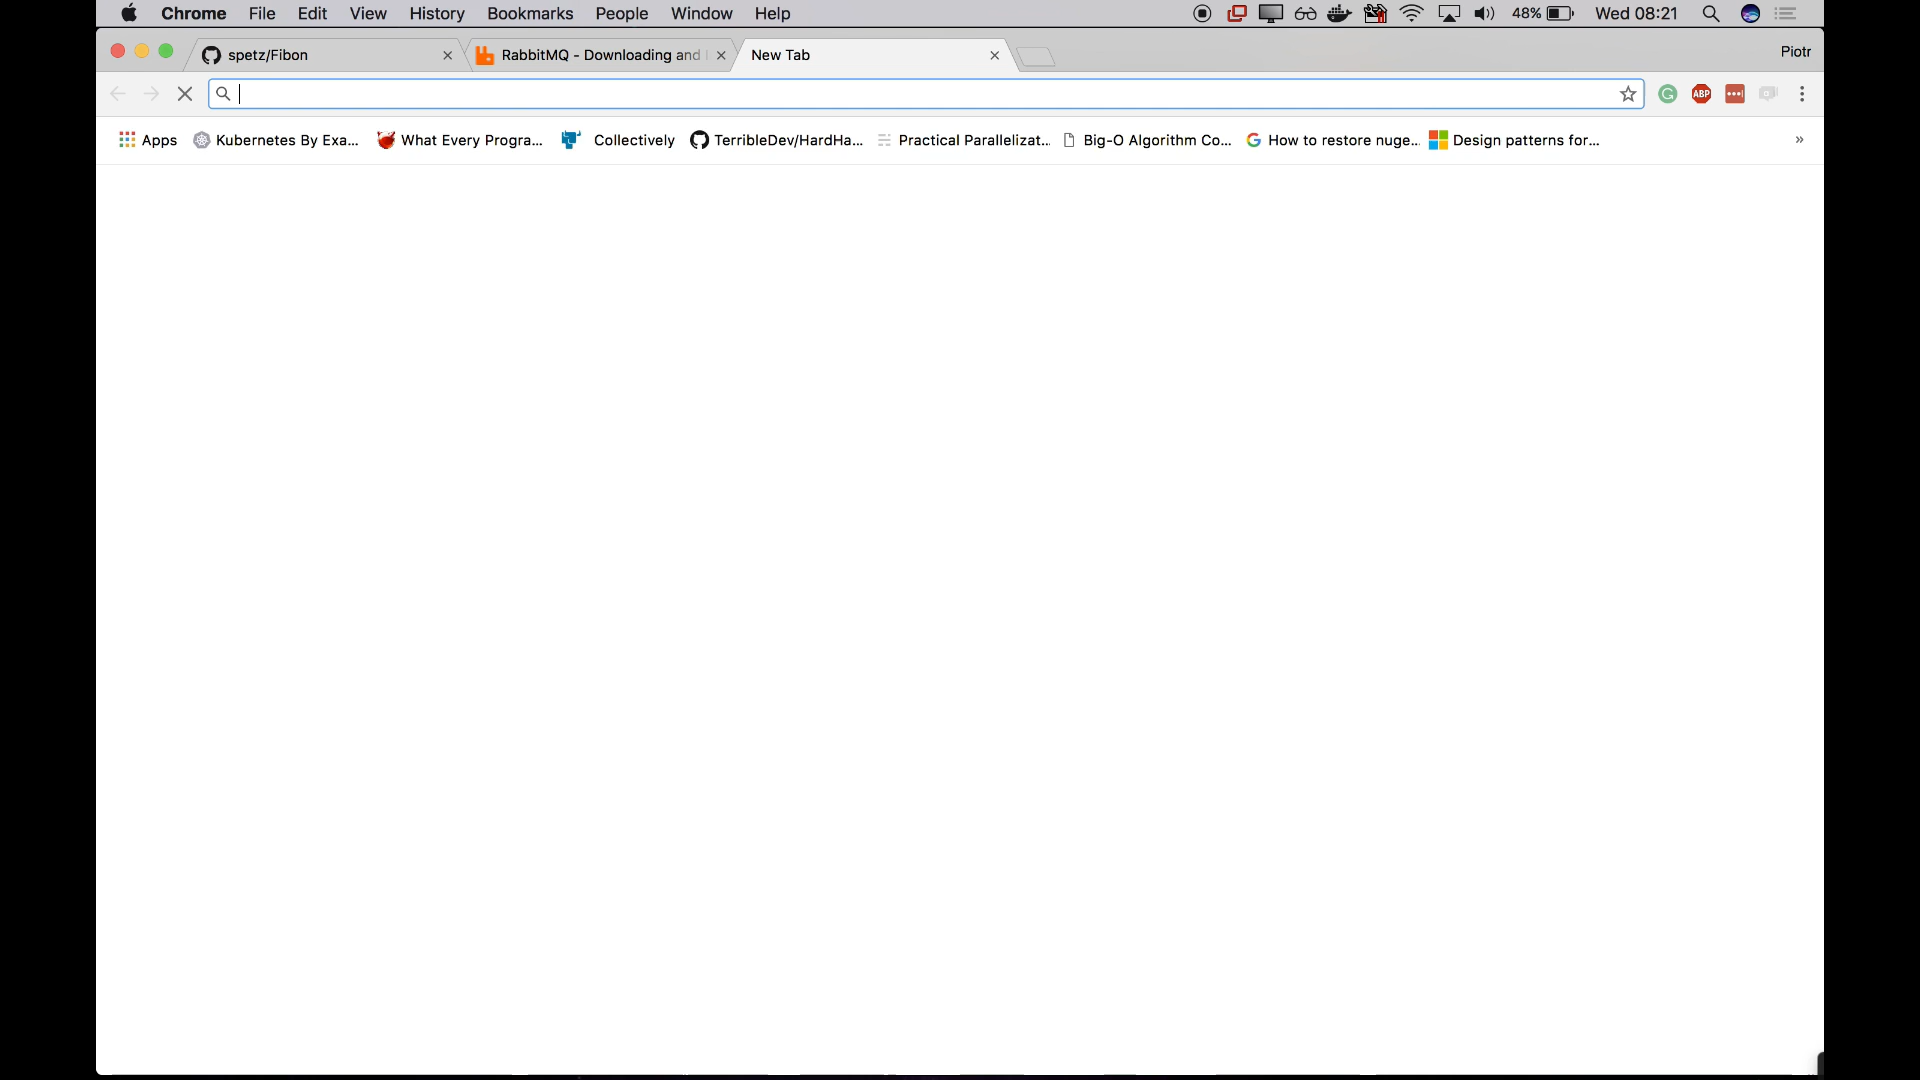 Chrome File Edit View History Bookmarks People Window Help 48% Wed 08:21
spetz/Fibon RabbitMQ - Downloading and New Tab Piotr
ABP
Apps Kubernetes By Exa... What Every Progra... Collectively TerribleDev/HardHa... Practical Parallelizat... Big-O Algorithm Co... How to restore nuge... Design patterns for... »